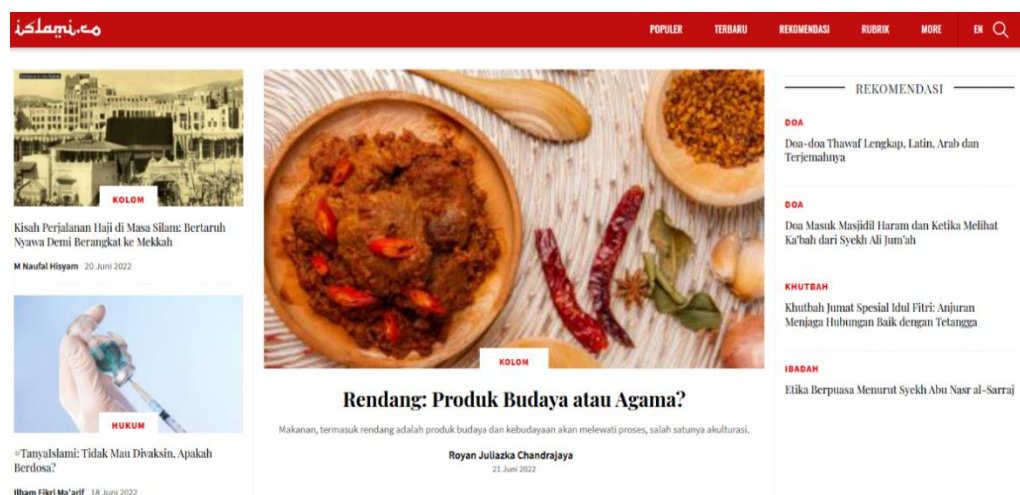 islami.co
POPULER TERBARU REKOMENDASI RUBRIK MORE EN
KOLOM
Kisah Perjalanan Haji di Masa Silam: Bertaruh
Nyawa Demi Berangkat ke Mekkah
M Naufal Hisyam 20 Juni 2022
HUKUM
#TanyaIslami: Tidak Mau Divaksin, Apakah
Berdosa?
Ilham Fikri Ma'arif 18 Juni 2022
KOLOM
Rendang: Produk Budaya atau Agama?
Makanan, termasuk rendang adalah produk budaya dan kebudayaan akan melewati proses, salah satunya akulturasi.
Royan Juliazka Chandrajaya
21 Juni 2022
REKOMENDASI
DOA
Doa-doa Thawaf Lengkap, Latin, Arab dan
Terjemahnya
DOA
Doa Masuk Masjidil Haram dan Ketika Melihat
Ka'bah dari Syekh Ali Jum'ah
KHUTBAH
Khutbah Jumat Spesial Idul Fitri: Anjuran
Menjaga Hubungan Baik dengan Tetangga
IBADAH
Etika Berpuasa Menurut Syekh Abu Nasr al-Sarraj